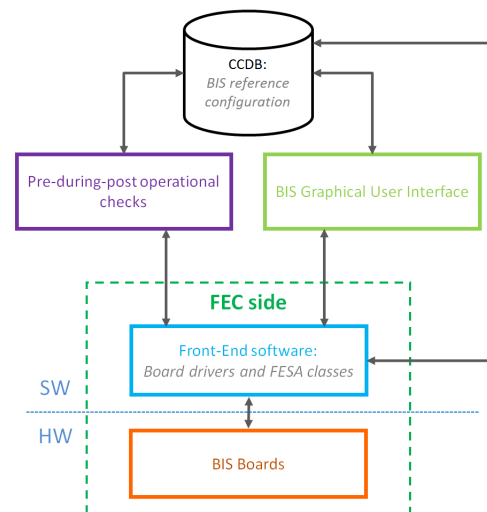 CCDB:
BIS reference
configuration
Pre-during-post operational
checks
BIS Graphical User Interface
FEC side
Front-End software:
Board drivers and FESA classes
SW
HW
BIS Boards